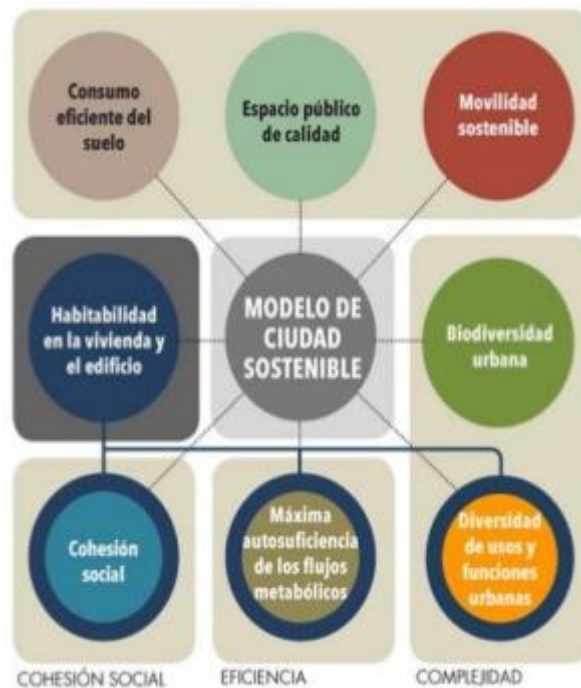 Consumo
eficiente del
suelo
Espacio público
de calidad
Movilidad
sostenible
Habitabilidad
en la vivienda y
el edificio
MODELO DE
CIUDAD
SOSTENIBLE
Biodiversidad
urbana
Cohesión
social
Máxima
autosuficiencia
de los flujos
metabólicos
Diversidad
de usos y
funciones
urbanas
COHESIÓN SOCIAL
EFICIENCIA
COMPLEJIDAD